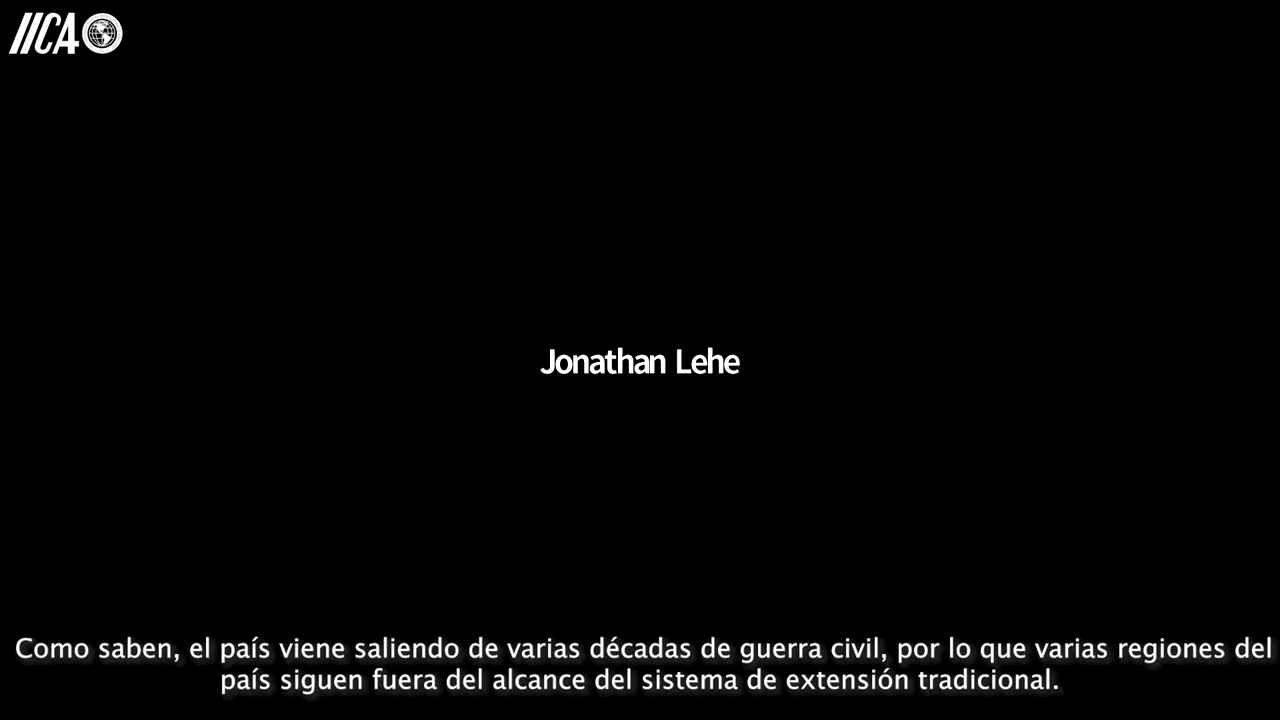 IICA
Jonathan Lehe
Como saben, el país viene saliendo de varias décadas de guerra civil, por lo que varias regiones del
país siguen fuera del alcance del sistema de extensión tradicional.